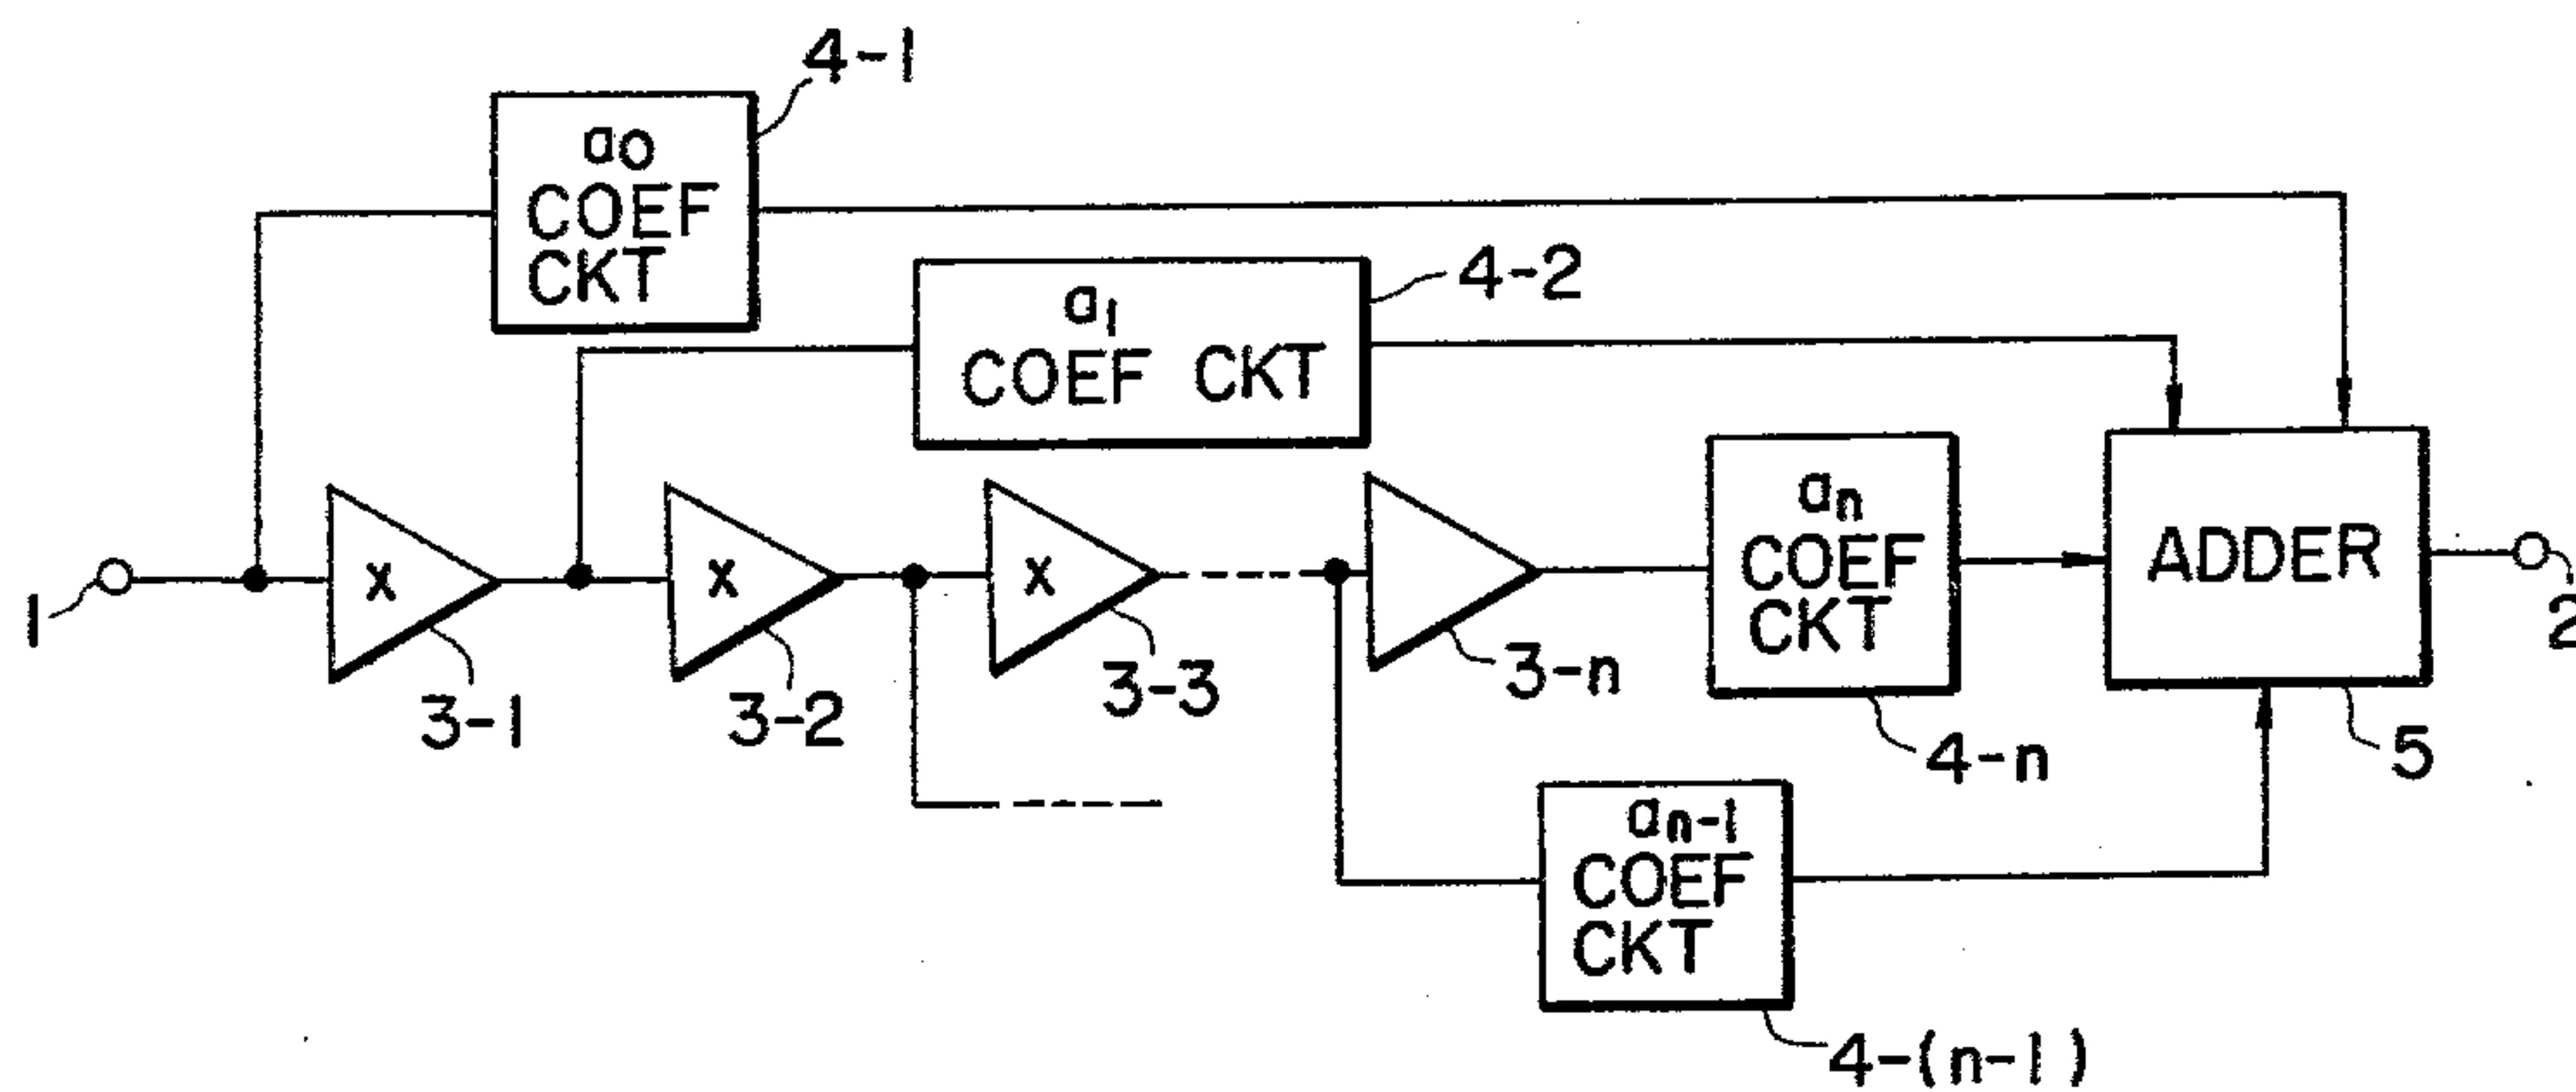 4-1
a0
COEF
CKT
4-2
a1
COEF CKT
an
COEF
CKT
ADDER
1
x
x
x
2
3-1
3-2
3-3
3-n
4-n
5
an-1
COEF
CKT
4-(n-1)